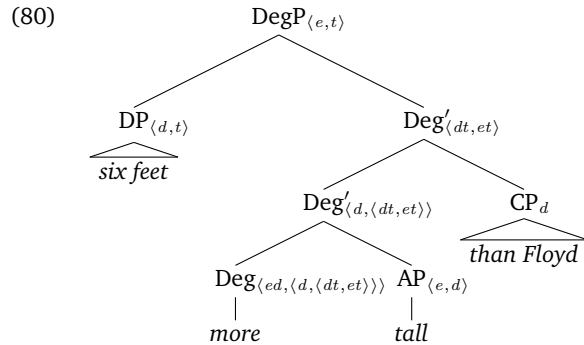 (80) DegP⟨e,t⟩
DP⟨d,t⟩ Deg′⟨dt,et⟩
six feet Deg′⟨d,⟨dt,et⟩⟩ CP_d
than Floyd
Deg⟨ed,⟨d,⟨dt,et⟩⟩⟩ AP⟨e,d⟩
more tall